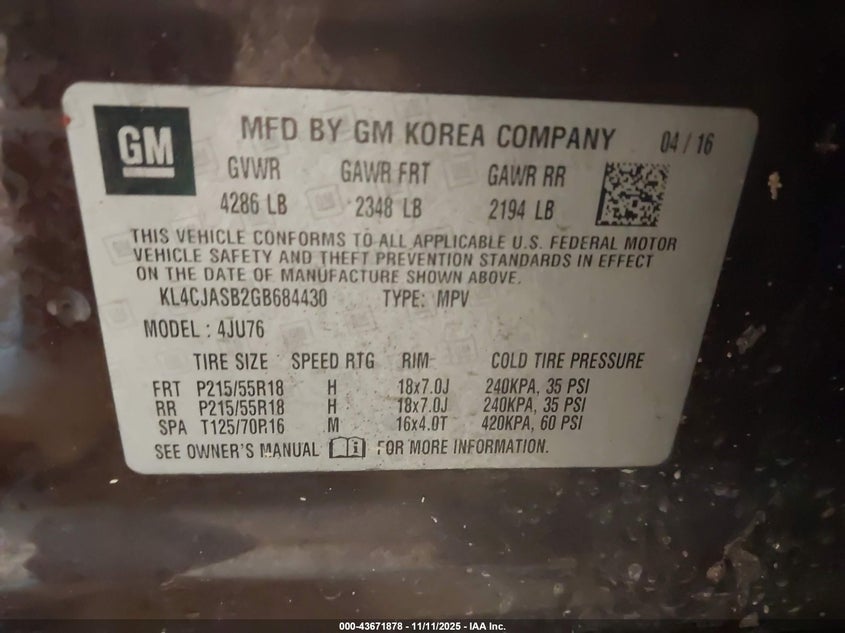 GM
MFD BY GM KOREA COMPANY 04 / 16
GVWR GAWR FRT GAWR RR
4286 LB 2348 LB 2194 LB
THIS VEHICLE CONFORMS TO ALL APPLICABLE U.S. FEDERAL MOTOR
VEHICLE SAFETY AND THEFT PREVENTION STANDARDS IN EFFECT
ON THE DATE OF MANUFACTURE SHOWN ABOVE.
KL4CJASB2GB684430 TYPE: MPV
MODEL : 4JU76
TIRE SIZE SPEED RTG RIM COLD TIRE PRESSURE
FRT P215/55R18 H 18x7.0J 240KPA, 35 PSI
RR P215/55R18 H 18x7.0J 240KPA, 35 PSI
SPA T125/70R16 M 16x4.0T 420KPA, 60 PSI
SEE OWNER'S MANUAL FOR MORE INFORMATION.
000-43671878 - 11/11/2025 - IAA Inc.